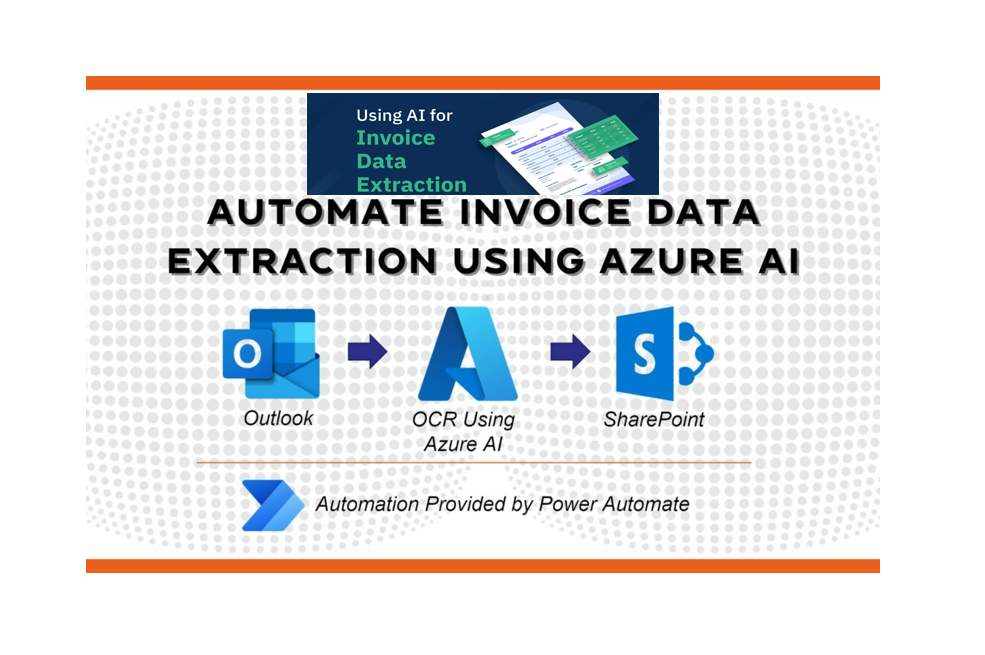 Using AI for
Invoice
Data
Extraction
AUTOMATE INVOICE DATA
EXTRACTION USING AZURE AI
O
S
Outlook
OCR Using
Azure AI
SharePoint
Automation Provided by Power Automate